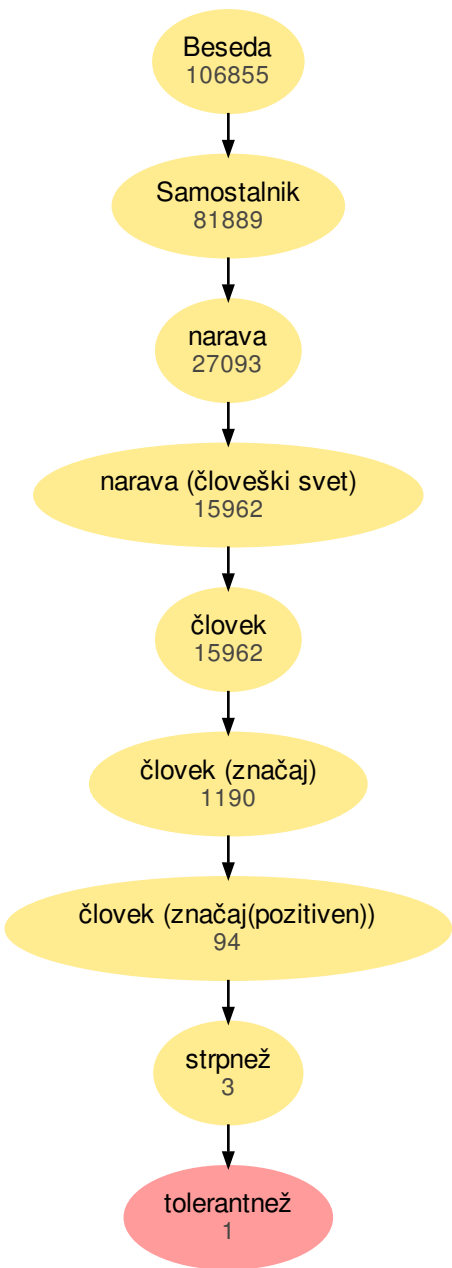 Beseda
106855
Samostalnik
81889
narava
27093
narava (človeški svet)
15962
človek
15962
človek (značaj)
1190
človek (značaj(pozitiven))
94
strpnež
3
tolerantnež
1